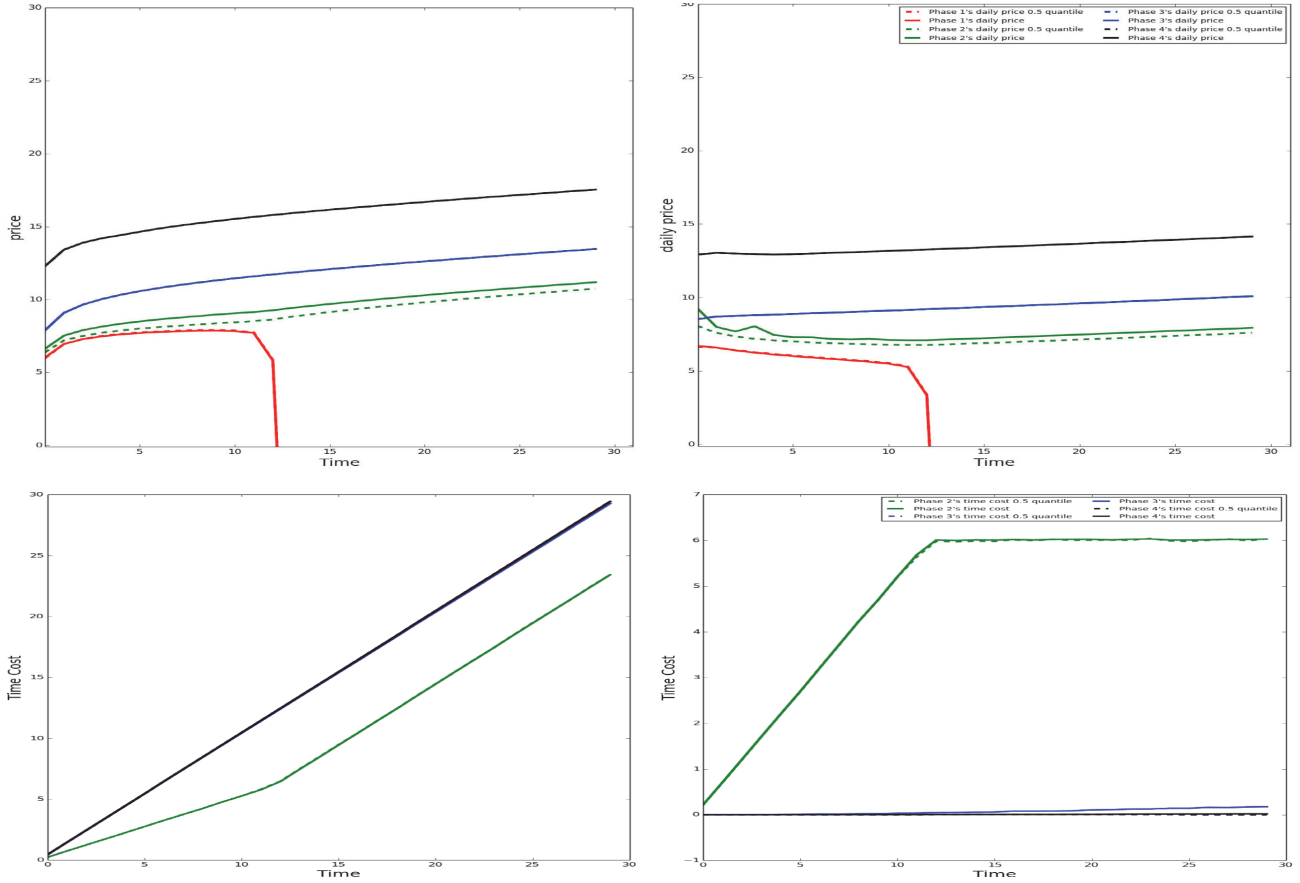 30
25
20
15
10
5
0
price
5 10 15 20 25 30
Time
30
25
20
15
10
5
0
daily price
Phase 1's daily price 0.5 quantile
Phase 1's daily price
Phase 2's daily price 0.5 quantile
Phase 2's daily price
Phase 3's daily price 0.5 quantile
Phase 3's daily price
Phase 4's daily price 0.5 quantile
Phase 4's daily price
5 10 15 20 25 30
Time
30
25
20
15
10
5
0
Time Cost
0 5 10 15 20 25 30
Time
7
6
5
4
3
2
1
0
−1
Time Cost
Phase 2's time cost 0.5 quantile
Phase 2's time cost
Phase 3's time cost 0.5 quantile
Phase 3's time cost
Phase 4's time cost 0.5 quantile
Phase 4's time cost
0 5 10 15 20 25 30
Time